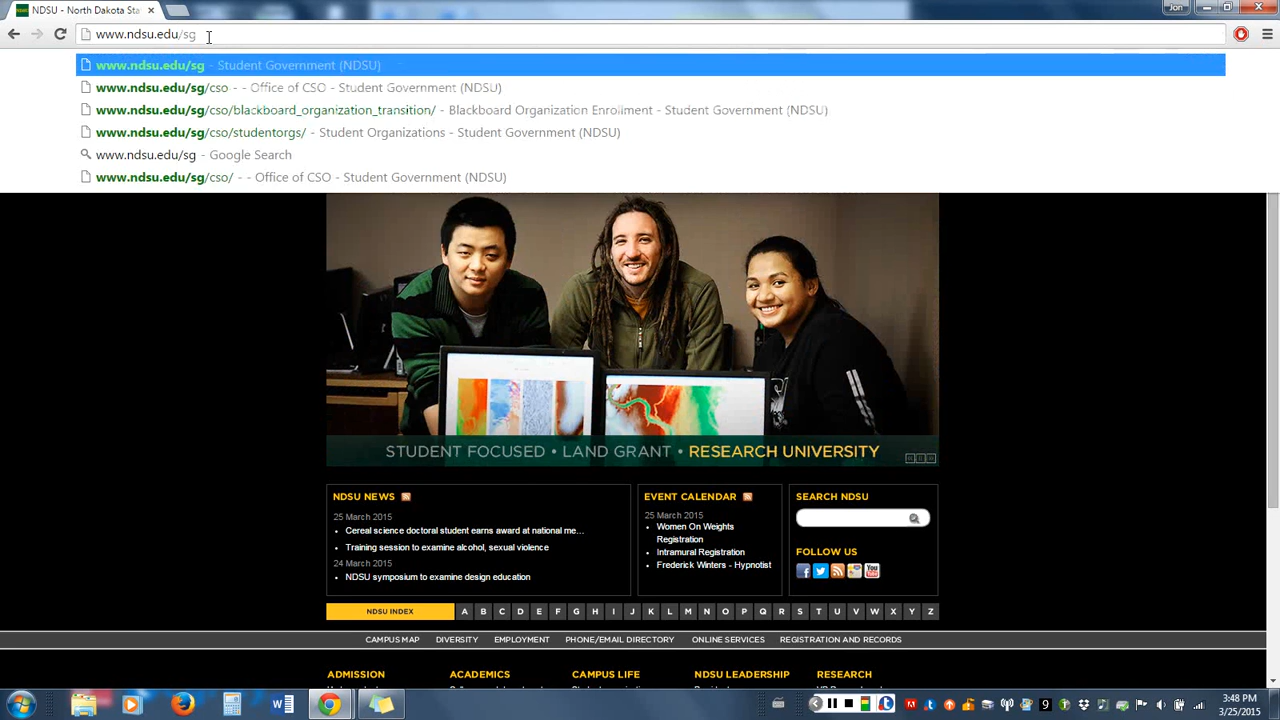 NDSU - North Dakota Sta
Jon
www.ndsu.edu/sg
www.ndsu.edu/sg - Student Government (NDSU)
www.ndsu.edu/sg/cso - - Office of CSO - Student Government (NDSU)
www.ndsu.edu/sg/cso/blackboard_organization_transition/ - Blackboard Organization Enrollment - Student Government (NDSU)
www.ndsu.edu/sg/cso/studentorgs/ - Student Organizations - Student Government (NDSU)
www.ndsu.edu/sg - Google Search
www.ndsu.edu/sg/cso/ - - Office of CSO - Student Government (NDSU)
STUDENT FOCUSED • LAND GRANT • RESEARCH UNIVERSITY
NDSU NEWS
25 March 2015
• Cereal science doctoral student earns award at national me…
• Training session to examine alcohol, sexual violence
24 March 2015
• NDSU symposium to examine design education
EVENT CALENDAR
25 March 2015
• Women On Weights
Registration
• Intramural Registration
• Frederick Winters - Hypnotist
SEARCH NDSU
FOLLOW US
You
Tube
NDSU INDEX A B C D E F G H I J K L M N O P Q R S T U V W X Y Z
CAMPUS MAP DIVERSITY EMPLOYMENT PHONE/EMAIL DIRECTORY ONLINE SERVICES REGISTRATION AND RECORDS
ADMISSION ACADEMICS CAMPUS LIFE NDSU LEADERSHIP RESEARCH
3:48 PM
3/25/2015